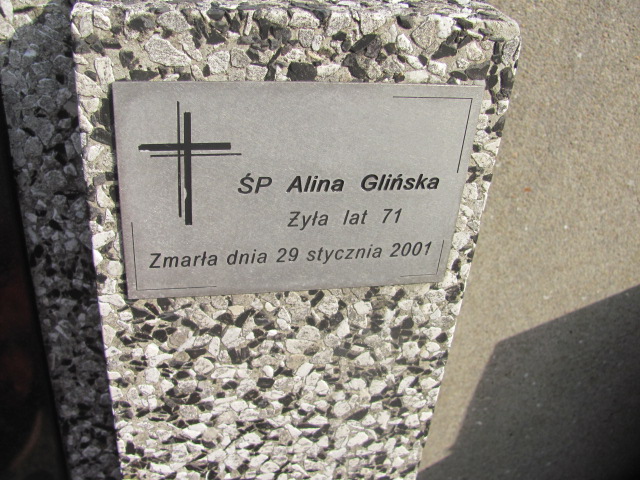 ŚP Alina Glińska
Żyła lat 71
Zmarła dnia 29 stycznia 2001